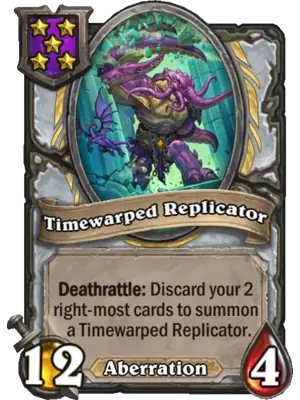 Timewarped Replicator
Deathrattle: Discard your 2
right-most cards to summon
a Timewarped Replicator.
12
Aberration
4